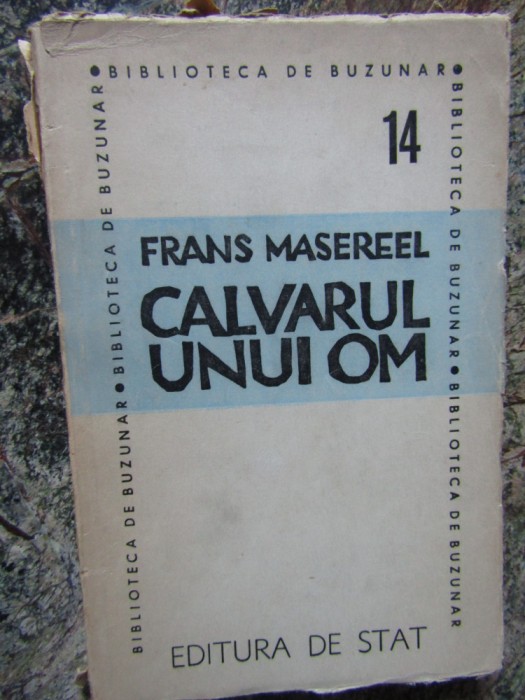 ● BIBLIOTECA DE BUZUNAR ●
14
FRANS MASEREEL
CALVARUL
UNUI OM
BIBLIOTECA DE BUZUNAR ● BIBLIOTECA DE BUZUNAR
BIBLIOTECA DE BUZUNAR ● BIBLIOTECA DE BUZUNAR
EDITURA DE STAT